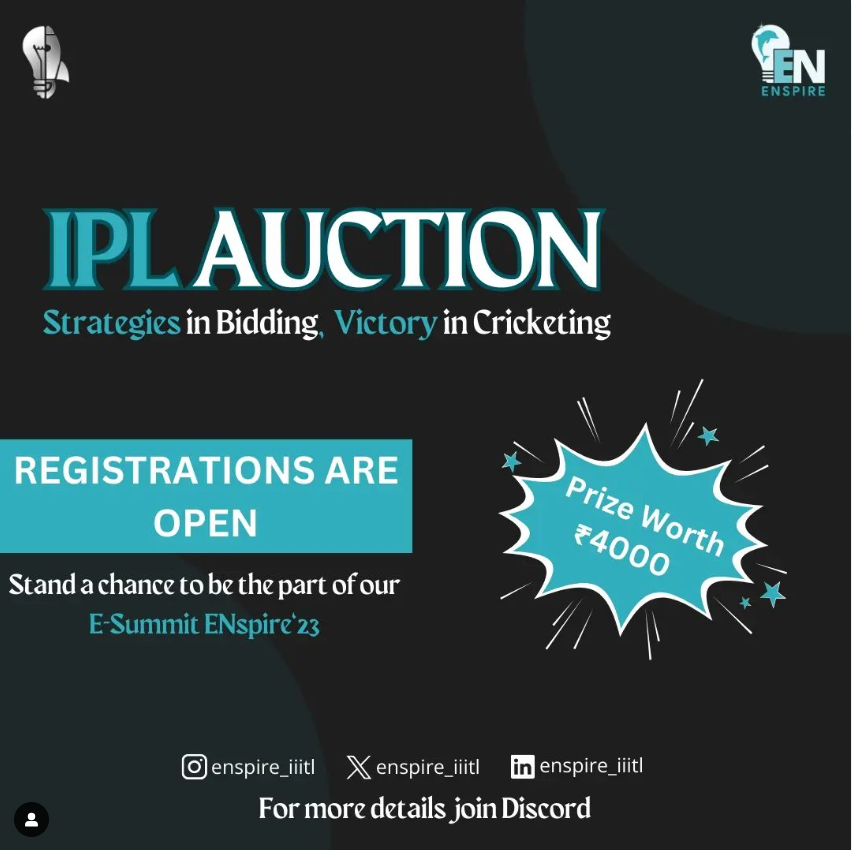 EN
ENSPIRE
IPL AUCTION
Strategies in Bidding, Victory in Cricketing
REGISTRATIONS ARE
OPEN
Prize Worth
₹4000
Stand a chance to be the part of our
E-Summit ENspire'23
enspire_iiitl enspire_iiitl enspire_iiitl
For more details join Discord